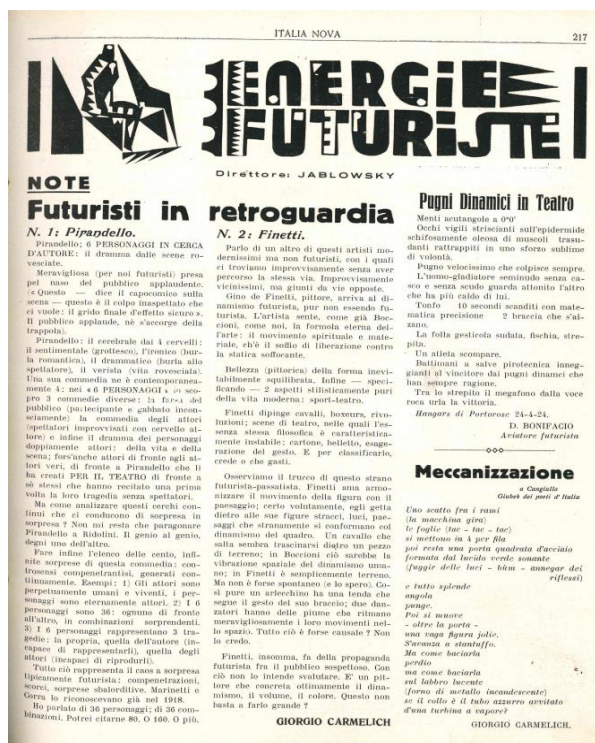 ITALIA NOVA
217
ENERGIE
FUTURISTE
Direttore: JABLOWSKY
NOTE
Futuristi in retroguardia
N. 1: Pirandello.
Pirandello; 6 PERSONAGGI IN CERCA
D'AUTORE: il dramma dalle scene ro-
vesciate.
Meravigliosa (per noi futuristi) presa
pel naso del pubblico applaudente.
(« Questo — dice il capocomico sulla
scena — questo è il colpo inaspettato che
ci vuole: il grido finale d'effetto sicuro ».
Il pubblico applaude, nè s'accorge della
trappola).
Pirandello: il cerebrale dai 4 cervelli:
il sentimentale (grottesco), l'ironico (bur-
la romantica), il drammatico (burla allo
spettatore), il verista (vita rovesciata).
Una sua commedia ne è contemporanea-
mente 4: nei « 6 PERSONAGGI » io sco-
pro 3 commedie diverse: la farsa del
pubblico (partecipante e gabbato incon-
sciamente) la commedia degli attori
(spettatori improvvisati con cervello at-
tore) e infine il dramma dei personaggi
doppiamente attori: della vita e della
scena; fors'anche attori di fronte agli at-
tori veri, di fronte a Pirandello che li
ha creati PER IL TEATRO di fronte a
sè stessi che hanno recitato una prima
volta la loro tragedia senza spettatori.
Ma come analizzare questi cerchi con-
tinui che ci conducono di sorpresa in
sorpresa? Non mi resta che paragonare
Pirandello a Ridolini. Il genio al genio,
degni uno dell'altro.
Fare infine l'elenco delle cento, infi-
nite sorprese di questa commedia: con-
trosensi compenetrantisi, generati con-
tinuamente. Esempi: 1) Gli attori sono
perpetuamente umani e viventi, i per-
sonaggi sono eternamente attori. 2) I 6
personaggi sono 36: ognuno di fronte
all'altro, in combinazioni sorprendenti.
3) I 6 personaggi rappresentano 3 tra-
gedie: la propria, quella dell'autore (in-
capace di rappresentarli), quella degli
attori (incapaci di riprodurli).
Tutto ciò rappresenta il caos a sorpresa
tipicamente futurista: compenetrazioni,
scorci, sorprese sbalorditive. Marinetti e
Corra lo riconoscevano già nel 1918.
Ho parlato di 36 personaggi; di 36 com-
binazioni. Potrei citarne 80. O 160. O più.
N. 2: Finetti.
Parlo di un altro di questi artisti mo-
dernissimi ma non futuristi, con i quali
ci troviamo improvvisamente senza aver
percorso la stessa via. Improvvisamente
vicinissimi, ma giunti da vie opposte.
Gino de Finetti, pittore, arriva al di-
namismo futurista, pur non essendo fu-
turista. L'artista sente, come già Boc-
cioni, come noi, la formola eterna del-
l'arte: il movimento spirituale e mate-
riale, ch'è il soffio di liberazione contro
la statica soffocante.
Bellezza (pittorica) della forma inevi-
tabilmente squilibrata. Infine — speci-
ficando — 2 aspetti stilisticamente puri
della vita moderna: sport-teatro.
Finetti dipinge cavalli, boxeurs, rivo-
luzioni; scene di teatro, nelle quali l'es-
senza stessa filosofica è caratteristica-
mente instabile: cartone, belletto, esage-
razione del gesto. E per classificarlo,
crede o che gasti.
Osserviamo il trucco di questo strano
futurista-passatista. Finetti ama armo-
nizzare il movimento della figura con il
paesaggio; certo volutamente, egli getta
dietro alle sue figure stracci, luci, pae-
saggi che stranamente si conformano col
dinamismo del quadro. Un cavallo che
salta sembra trascinarsi dietro un pezzo
di terreno; in Boccioni ciò sarebbe la
vibrazione spaziale del dinamismo uma-
no; in Finetti è semplicemente terreno.
Ma non è forse spontaneo (e lo spero). Co-
sì pure un arlecchino ha una tenda che
segue il gesto del suo braccio; due dan-
zatori hanno delle piume che ritmano
meravigliosamente i loro movimenti nel-
lo spazio. Tutto ciò è forse causale? Non
lo credo.
Finetti, insomma, fa della propaganda
futurista fra il pubblico sospettoso. Con
ciò non lo intende svalutare. E' un pit-
tore che concreta ottimamente il dina-
mismo, il volume, il colore. Questo non
basta a farlo grande?
GIORGIO CARMELICH
Pugni Dinamici in Teatro
Menti acutangole a 0°0'
Occhi vigili striscianti sull'epidermide
schifosamente oleosa di muscoli trasu-
danti rattrappiti in uno sforzo sublime
di volontà.
Pugno velocissimo che colpisce sempre.
L'uomo-gladiatore seminudo senza ca-
sco e senza scudo guarda attonito l'altro
che ha più caldo di lui.
Tonfo 10 secondi scanditi con mate-
matica precisione 2 braccia che s'al-
zano.
La folla gesticola sudata, fischia, stre-
pita.
Un atleta scompare.
Battimani a salve pirotecnica inneg-
gianti al vincitore dai pugni dinamici che
han sempre ragione.
Tra lo strepito il megafono dalla voce
roca urla la vittoria.
Hangars di Portorose 24-4-24.
D. BONIFACIO
Aviatore futurista
Meccanizzazione
a Cangiullo
Giubek dei poeti d'Italia
Uno scatto fra i rami
(la macchina gira)
le foglie (tac - tac - tac)
si mettono in 4 per fila
poi resta una porta quadrata d'acciaio
formata dal lucido verde sonante
(fuggir delle luci - bium - annegar dei
riflessi)
e tutto splende
angola
punge.
Poi si muove
- oltre la porta -
una vaga figura jolie.
S'avanza a stantuffo.
Ma come baciarla
perdio
ma come baciarla
sul labbro lucente
(forno di metallo incandescente)
se il collo è il tubo azzurro avvitato
d'una turbina a vapore?
GIORGIO CARMELICH.